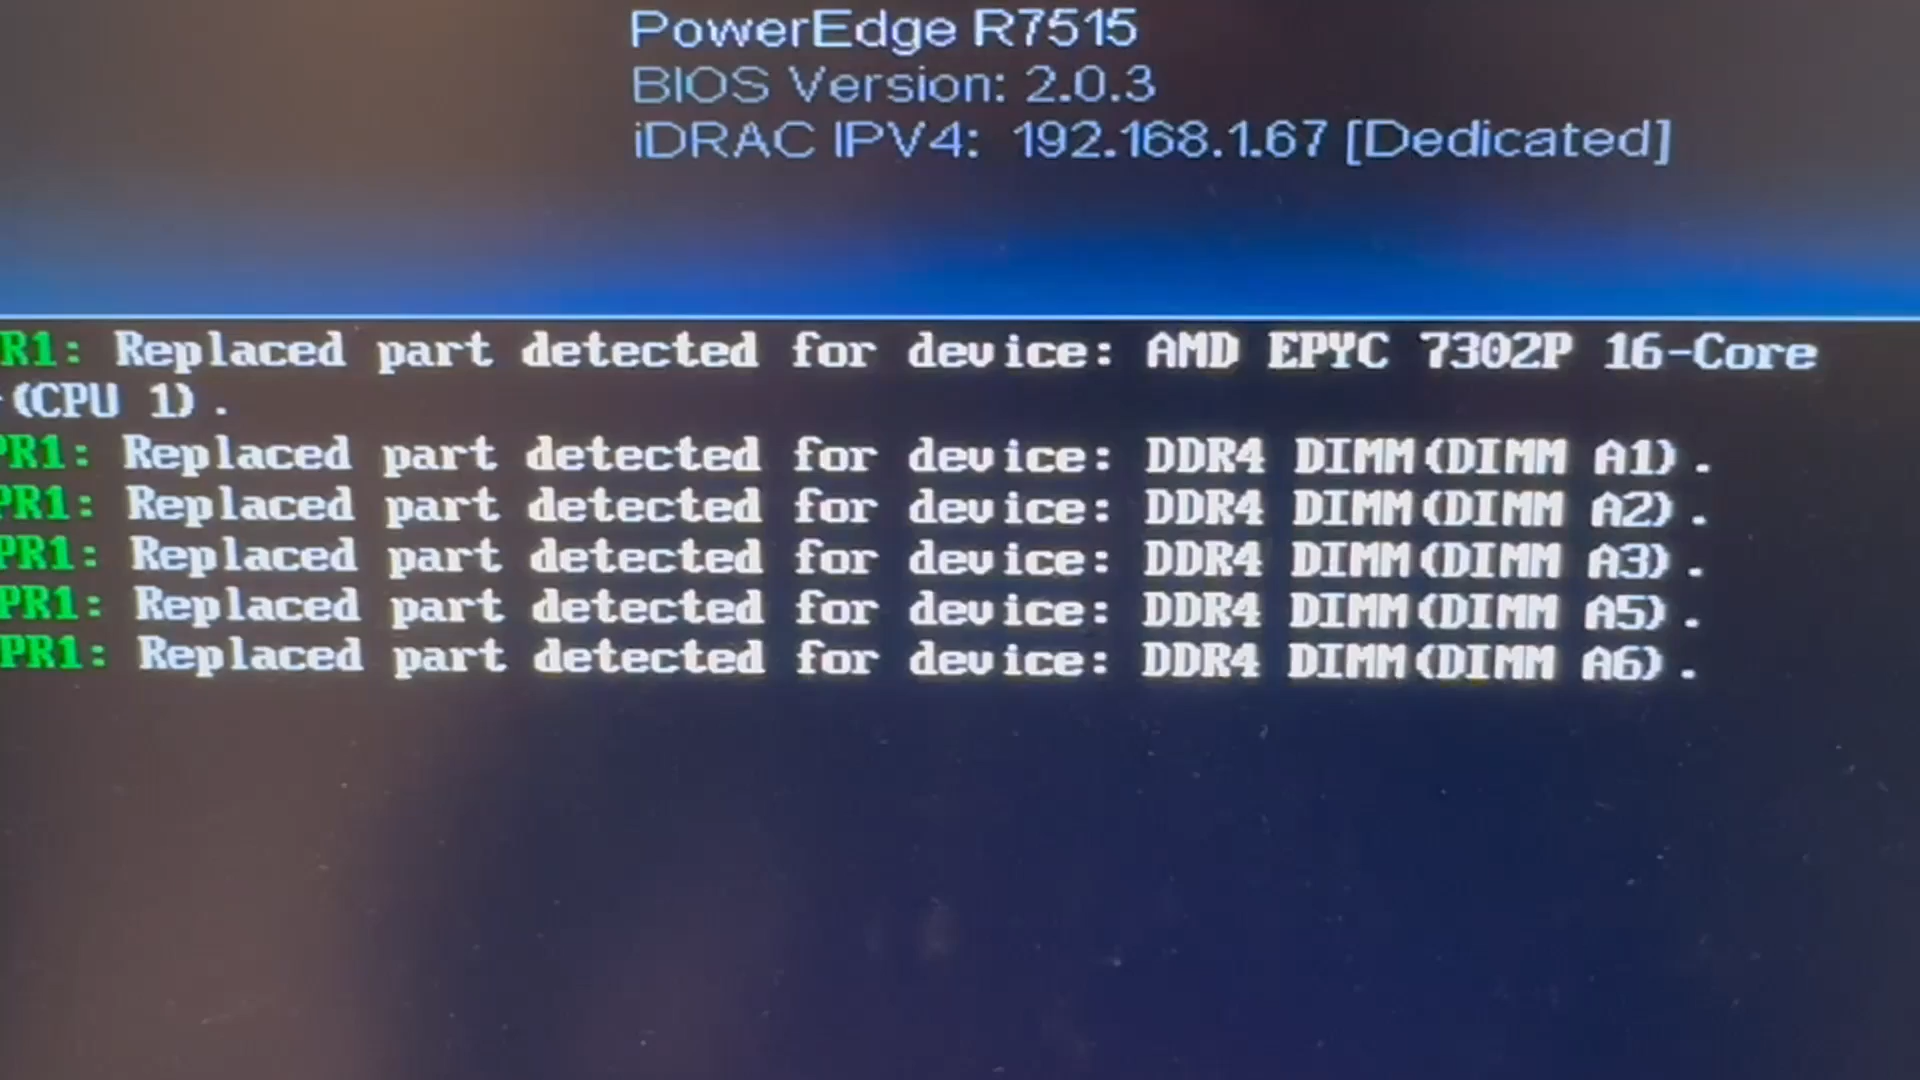 PowerEdge R7515
BIOS Version: 2.0.3
iDRAC IPV4: 192.168.1.67 [Dedicated]
R1: Replaced part detected for device: AMD EPYC 7302P 16-Core
(CPU 1).
PR1: Replaced part detected for device: DDR4 DIMM(DIMM A1).
PR1: Replaced part detected for device: DDR4 DIMM(DIMM A2).
PR1: Replaced part detected for device: DDR4 DIMM(DIMM A3).
PR1: Replaced part detected for device: DDR4 DIMM(DIMM A5).
PR1: Replaced part detected for device: DDR4 DIMM(DIMM A6).